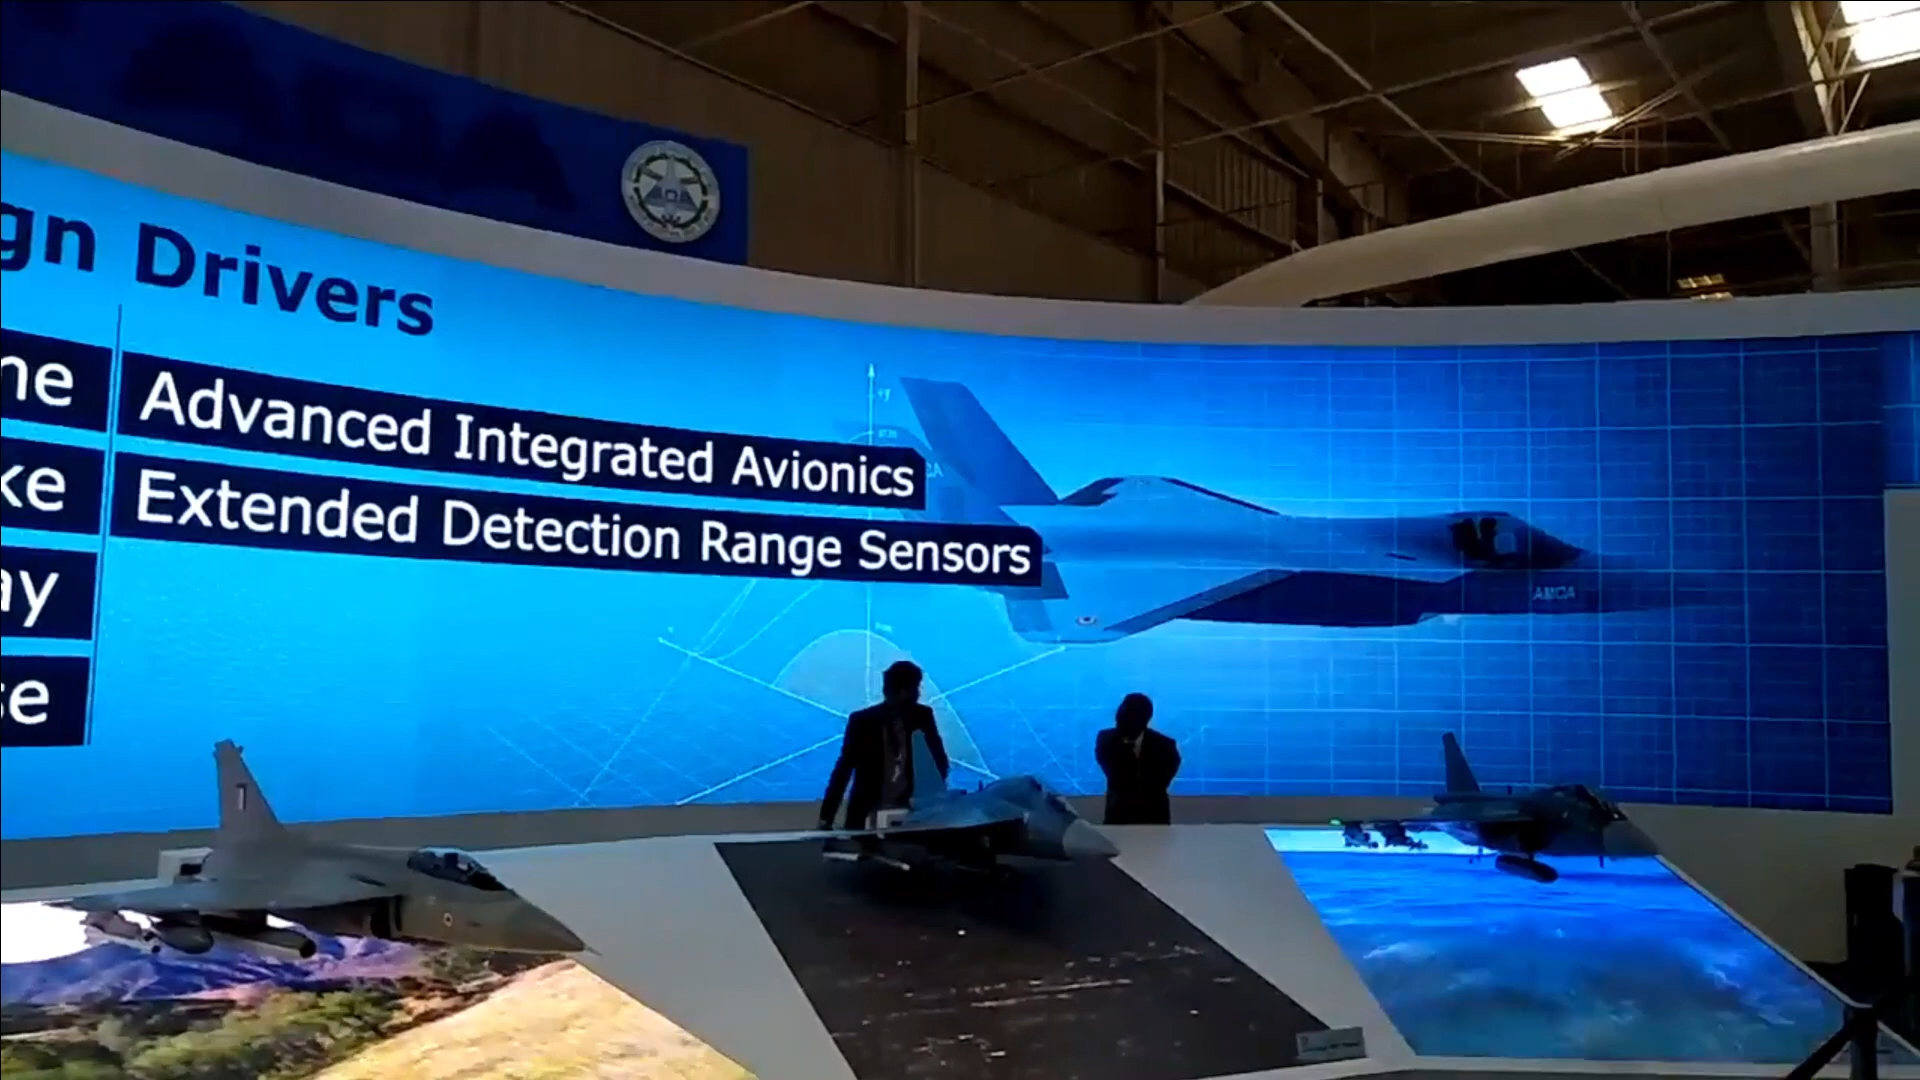 ADA
gn Drivers
ne
Advanced Integrated Avionics
ke
Extended Detection Range Sensors
ay
se
AMCA